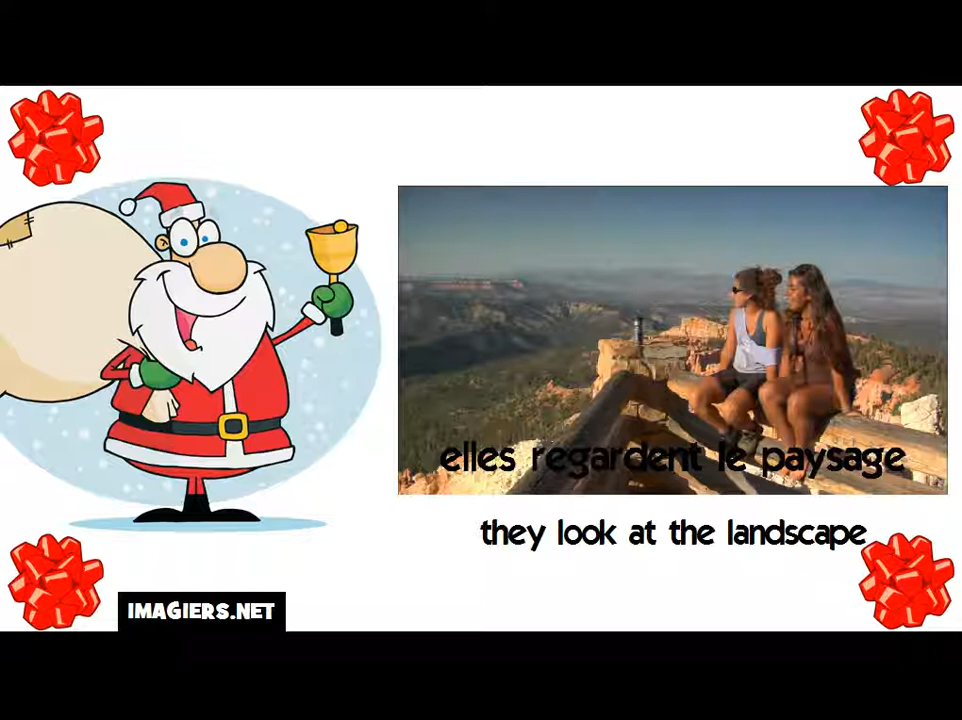 elles regardent le paysage
they look at the landscape
IMAGIERS.NET